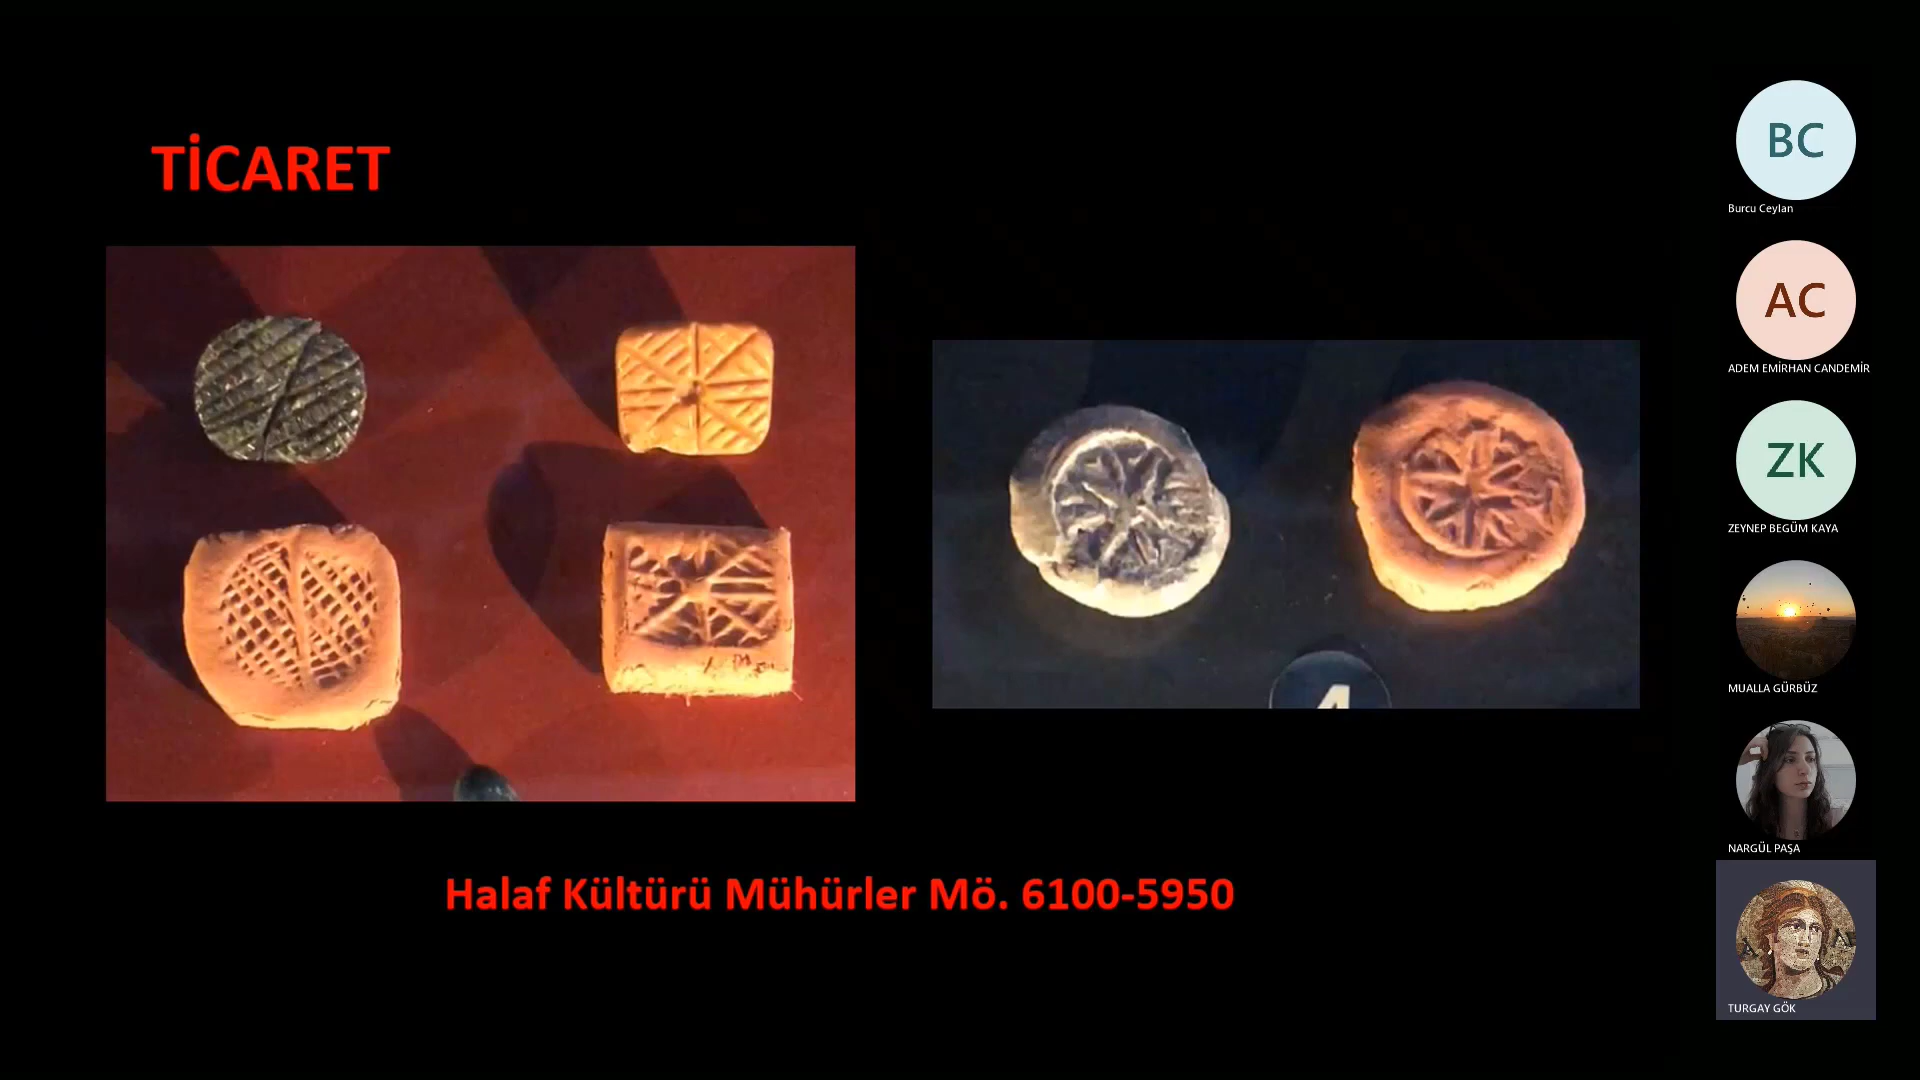 TİCARET
Halaf Kültürü Mühürler Mö. 6100-5950
4
BC
Burcu Ceylan
AC
ADEM EMİRHAN CANDEMİR
ZK
ZEYNEP BEGÜM KAYA
MUALLA GÜRBÜZ
NARGÜL PAŞA
TURGAY GÖK